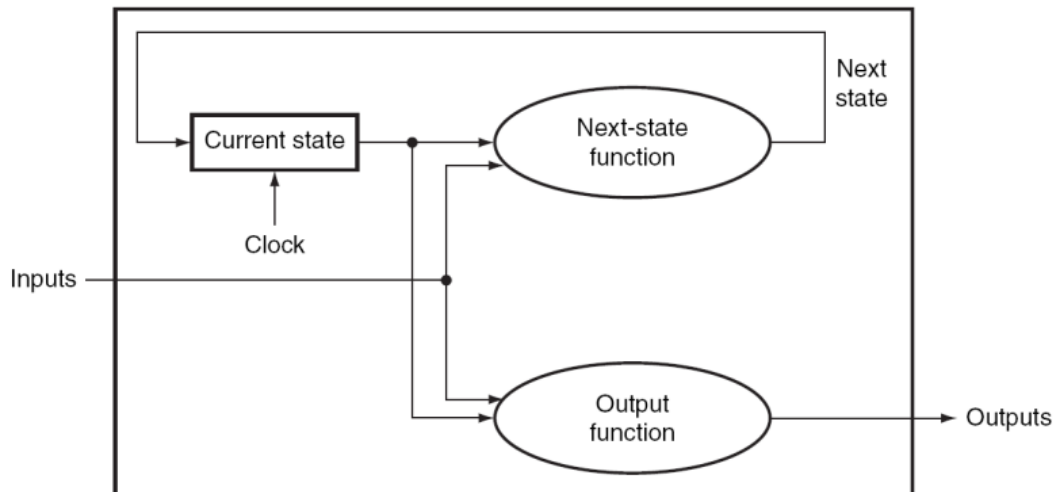 Next
state
Current state
Next-state
function
Clock
Inputs
Output
function
Outputs